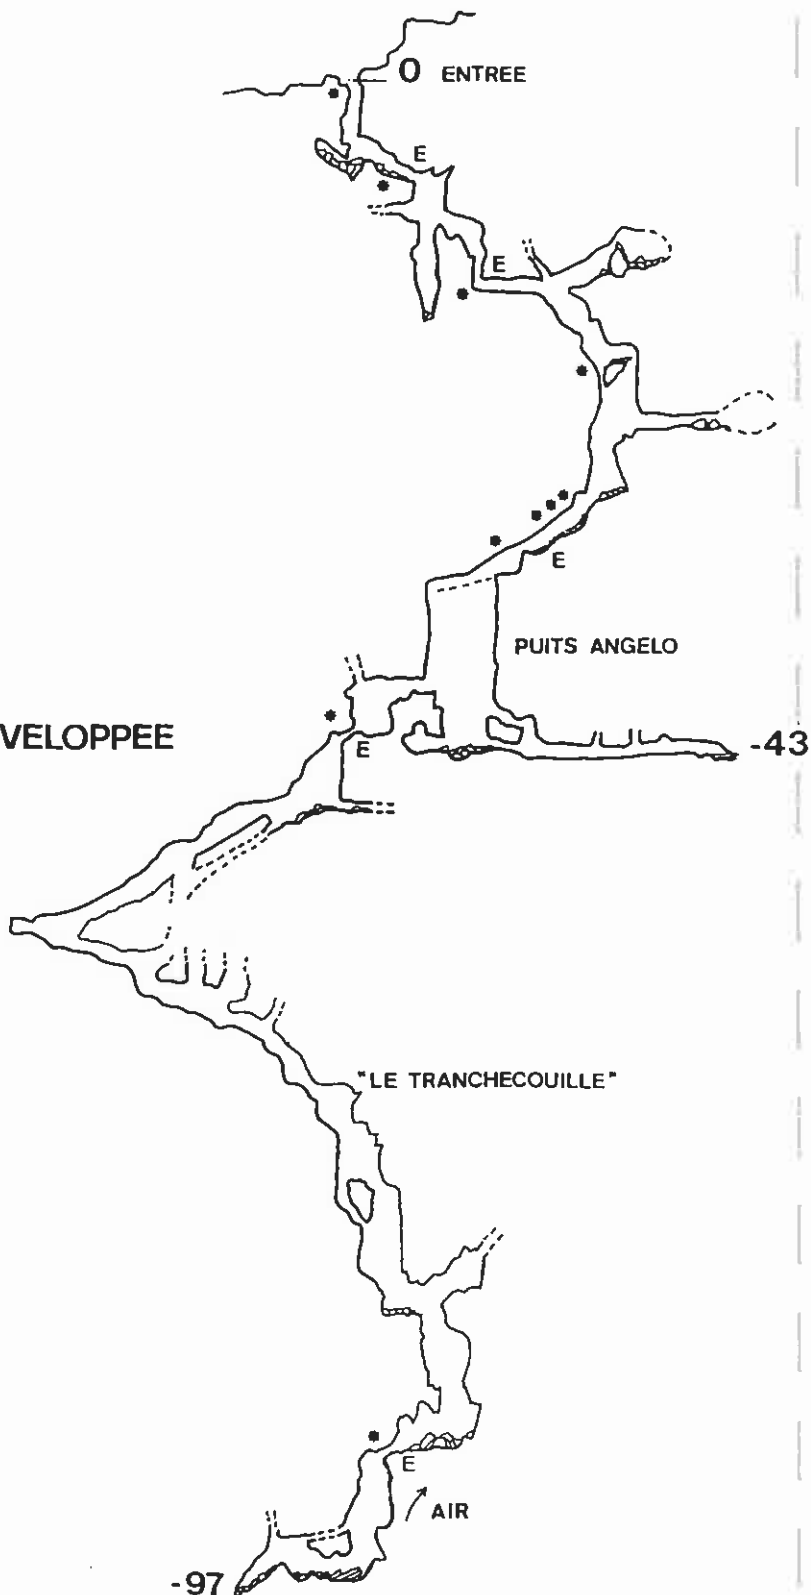 0 ENTREE
E
E
E
PUITS ANGELO
VELOPPEE
E
-43
"LE TRANCHECOUILLE"
E
AIR
-97